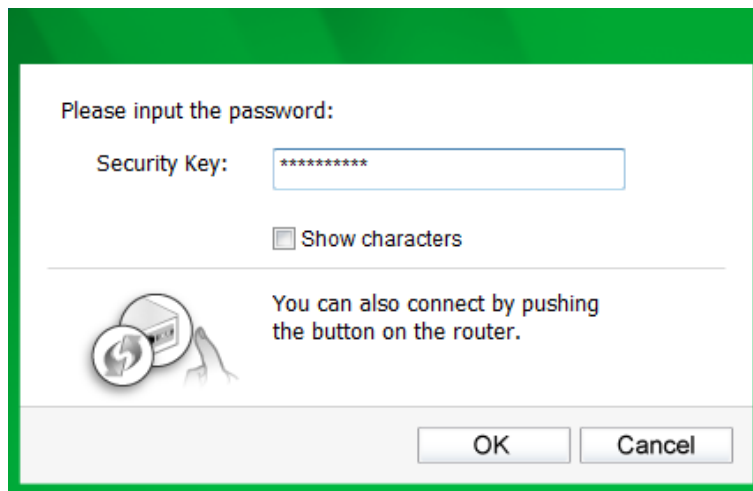 Please input the password:
Security Key: **********
Show characters
You can also connect by pushing
the button on the router.
OK Cancel